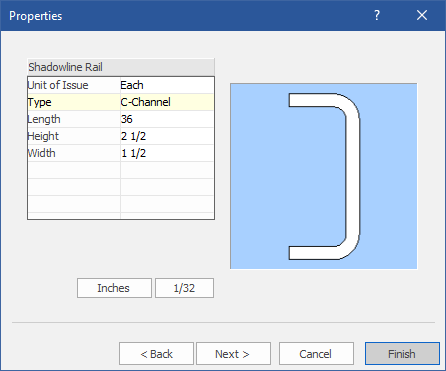 Properties ?
Shadowline Rail
Unit of Issue Each
Type C-Channel
Length 36
Height 2 1/2
Width 1 1/2
Inches 1/32
< Back Next > Cancel Finish